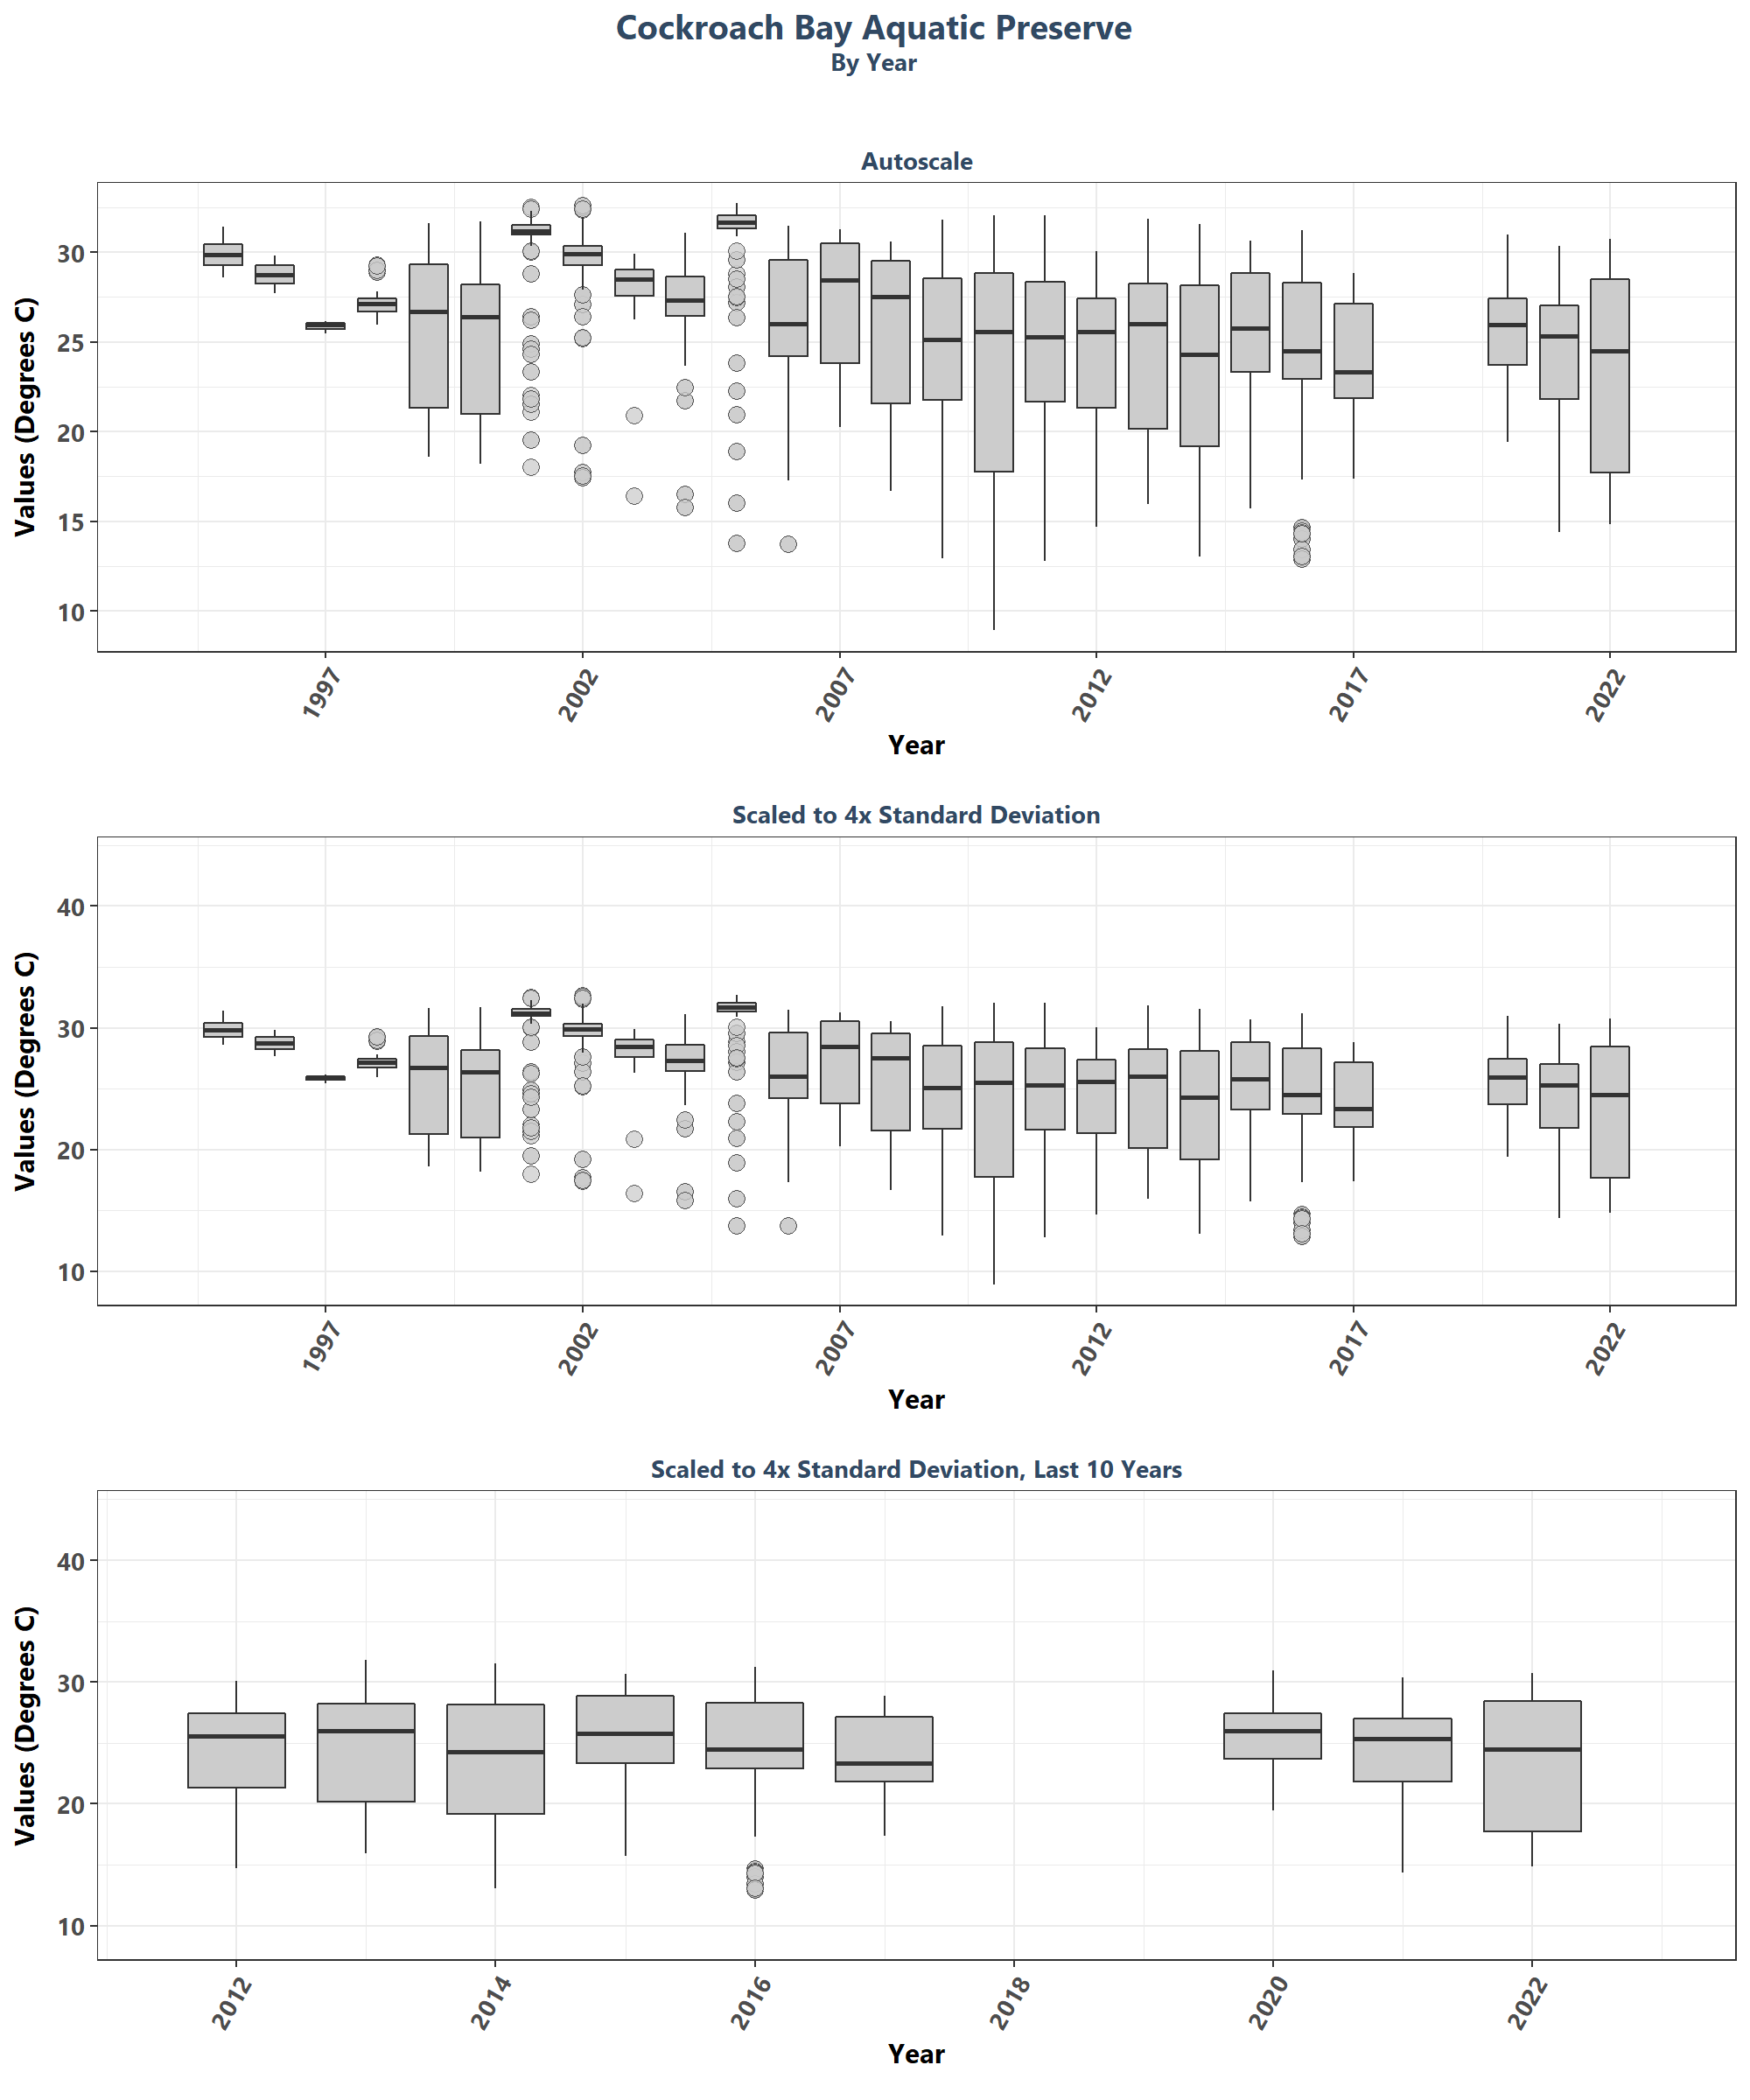 Cockroach Bay Aquatic Preserve
By Year
Autoscale
Values (Degrees C)
30
25
20
15
10
1997 2002 2007 2012 2017 2022
Year
Scaled to 4x Standard Deviation
Values (Degrees C)
40
30
20
10
1997 2002 2007 2012 2017 2022
Year
Scaled to 4x Standard Deviation, Last 10 Years
Values (Degrees C)
40
30
20
10
2012 2014 2016 2018 2020 2022
Year